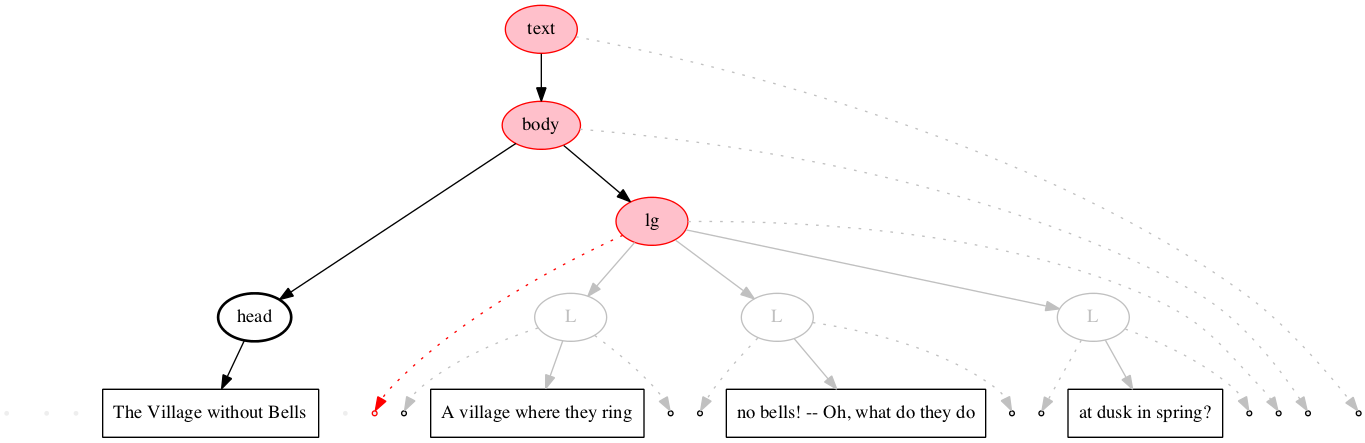 text
body
lg
head
L
L
L
The Village without Bells
A village where they ring
no bells! -- Oh, what do they do
at dusk in spring?